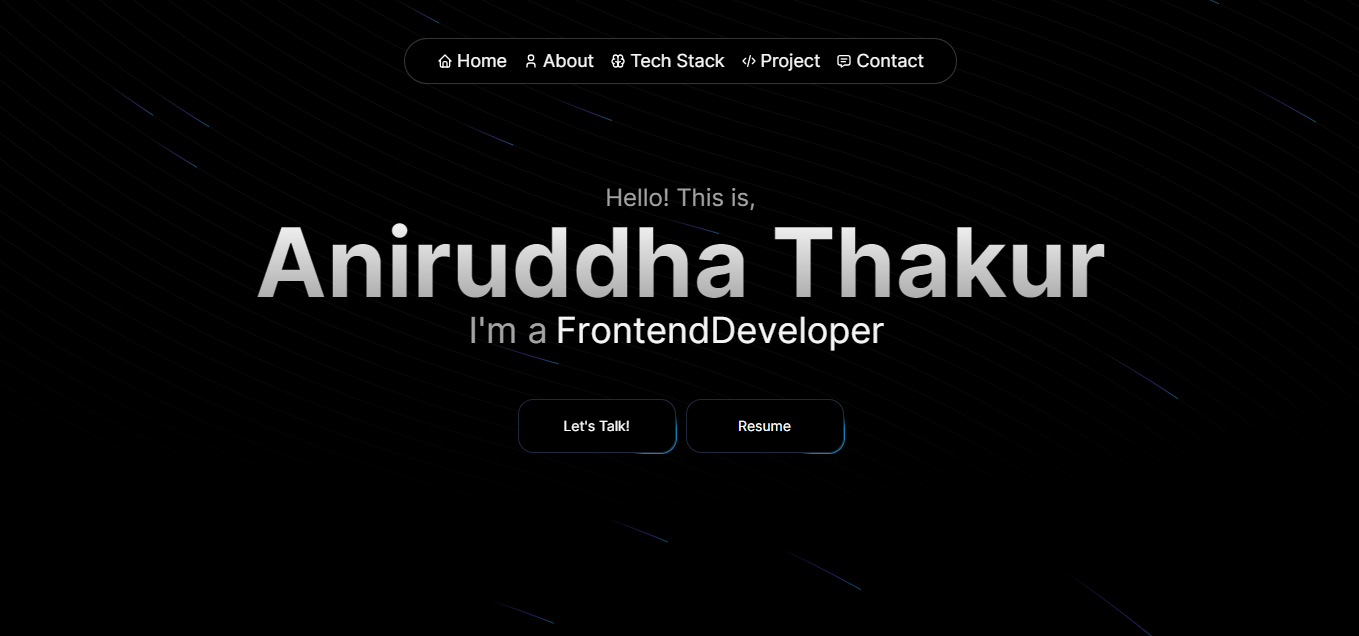 Home About Tech Stack Project Contact
Hello! This is,
Aniruddha Thakur
I'm a FrontendDeveloper
Let's Talk! Resume